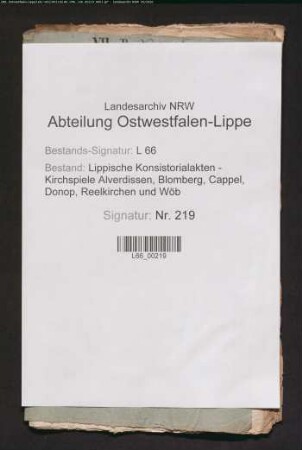 Landesarchiv NRW
Abteilung Ostwestfalen-Lippe
Bestands-Signatur: L 66
Bestand: Lippische Konsistorialakten -
Kirchspiele Alverdissen, Blomberg, Cappel,
Donop, Reelkirchen und Wöb
Signatur: Nr. 219
L66_00219